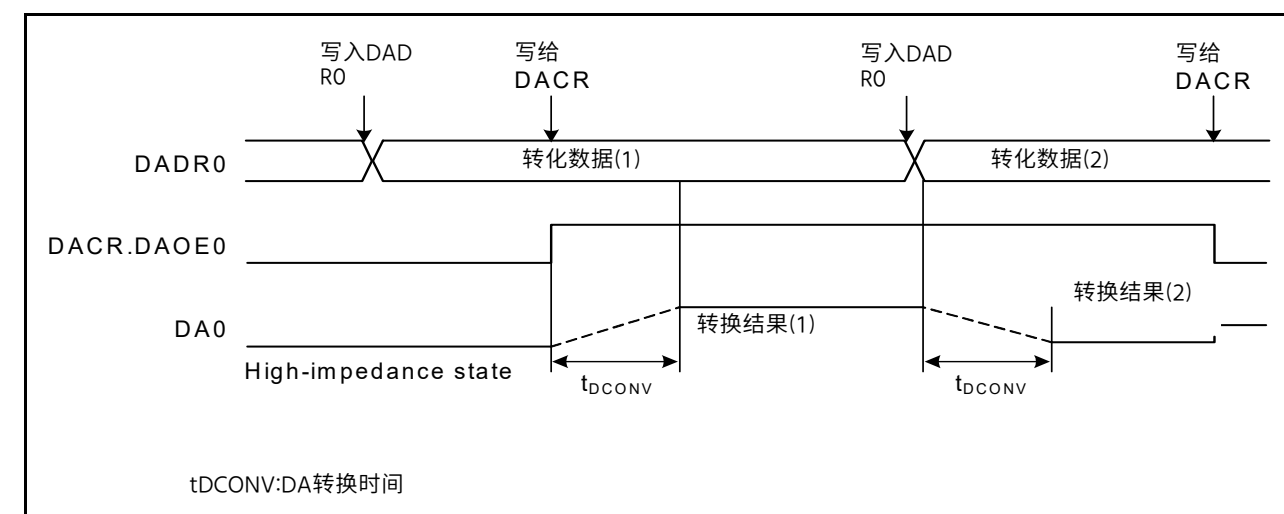 写入DAD
R0
写给
DACR
写入DAD
R0
写给
DACR
DADR0
转化数据(1)
转化数据(2)
DACR.DAOE0
转换结果(2)
DA0
转换结果(1)
High-impedance state
tDCONV
tDCONV
tDCONV:DA转换时间